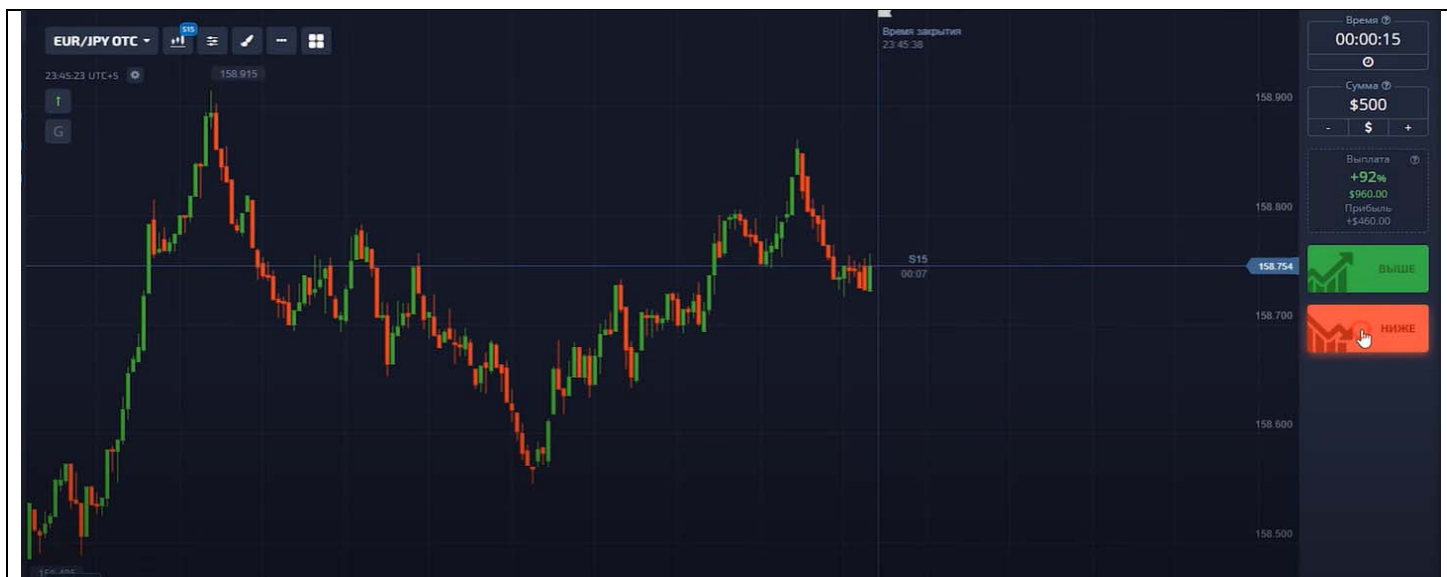 EUR/JPY OTC
S15
23:45:23 UTC+5
158.915
G
Время закрытия
23:45:38
158.900
158.800
S15
00:07
158.754
158.700
158.600
158.500
Время
00:00:15
Сумма
$500
- $ +
Выплата
+92%
$960.00
Прибыль
+$460.00
ВЫШЕ
НИЖЕ